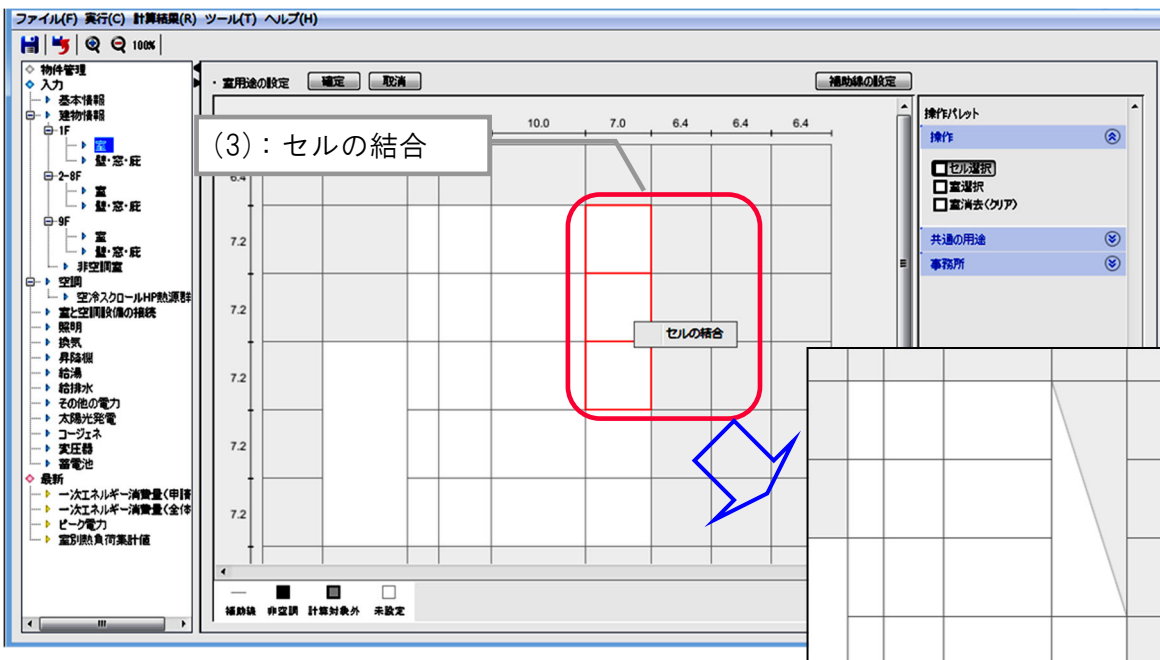 ファイル(F) 実行(C) 計算結果(R) ツール(T) ヘルプ(H)
100%
物件管理
入力
基本情報
建物情報
1F
室
壁・窓・庇
2-8F
室
壁・窓・庇
9F
室
壁・窓・庇
非空調室
空調
空冷スクロールHP熱源群
室と空調設備の接続
照明
換気
昇降機
給湯
給排水
その他の電力
太陽光発電
コージェネ
変圧器
蓄電池
最新
一次エネルギー消費量(申請
一次エネルギー消費量(全体
ピーク電力
室別熱負荷集計値
・室用途の設定 確定 取消 補助線の設定
10.0 7.0 6.4 6.4 6.4
(3)：セルの結合
6.4
7.2
7.2
7.2
7.2
7.2
セルの結合
補助線 非空調 計算対象外 未設定
操作パレット
操作
セル選択
室選択
室消去(クリア)
共通の用途
事務所